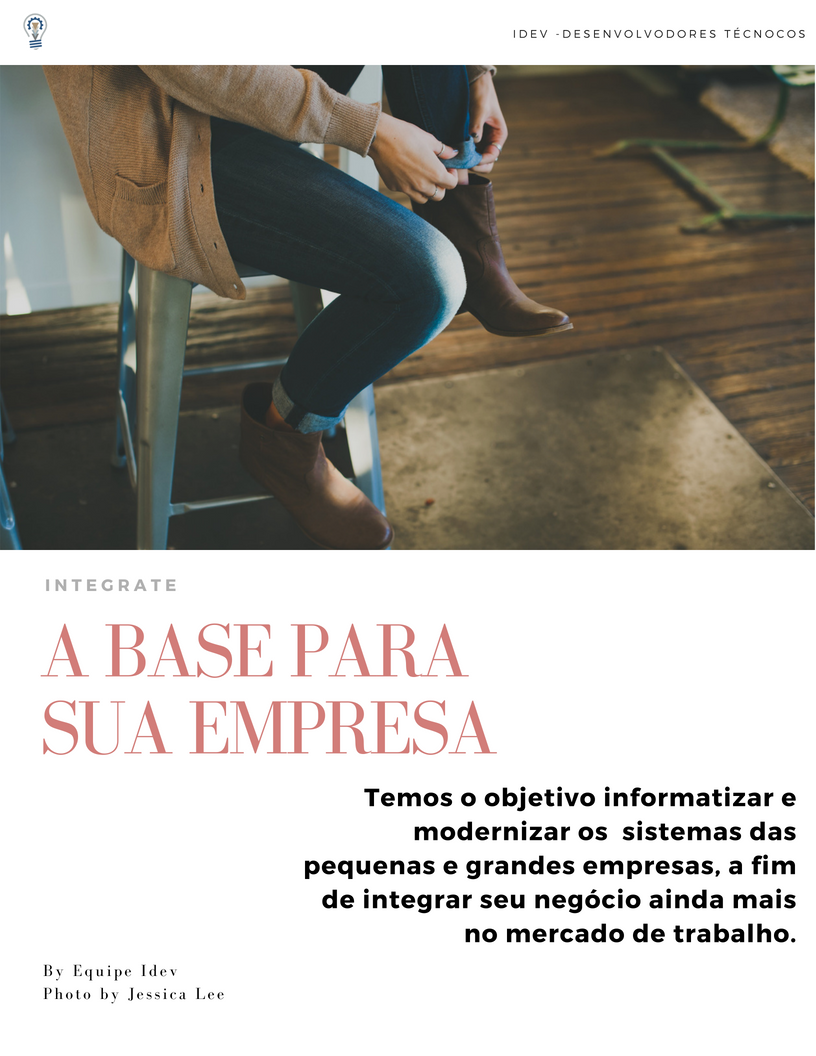 IDEV -DESENVOLVODORES TÉCNOCOS
INTEGRATE
A BASE PARA
SUA EMPRESA
Temos o objetivo informatizar e
modernizar os  sistemas das
pequenas e grandes empresas, a fim
de integrar seu negócio ainda mais
no mercado de trabalho.
By Equipe Idev
Photo by Jessica Lee